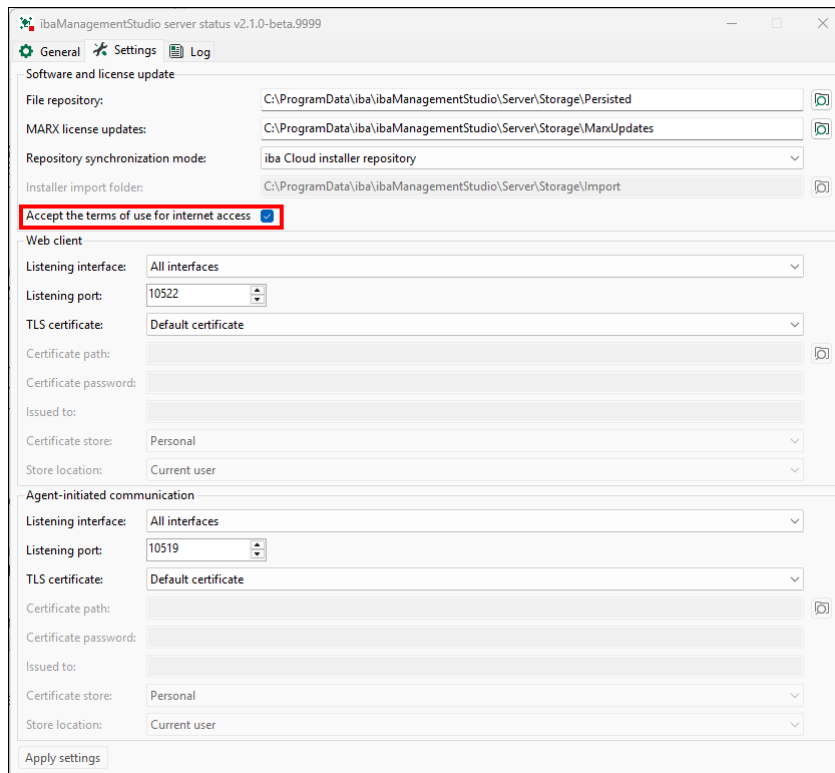 ibaManagementStudio server status v2.1.0-beta.9999
General Settings Log
Software and license update
File repository: C:\ProgramData\iba\ibaManagementStudio\Server\Storage\Persisted
MARX license updates: C:\ProgramData\iba\ibaManagementStudio\Server\Storage\MarxUpdates
Repository synchronization mode: iba Cloud installer repository
Installer import folder: C:\ProgramData\iba\ibaManagementStudio\Server\Storage\Import
Accept the terms of use for internet access
Web client
Listening interface: All interfaces
Listening port: 10522
TLS certificate: Default certificate
Certificate path:
Certificate password:
Issued to:
Certificate store: Personal
Store location: Current user
Agent-initiated communication
Listening interface: All interfaces
Listening port: 10519
TLS certificate: Default certificate
Certificate path:
Certificate password:
Issued to:
Certificate store: Personal
Store location: Current user
Apply settings